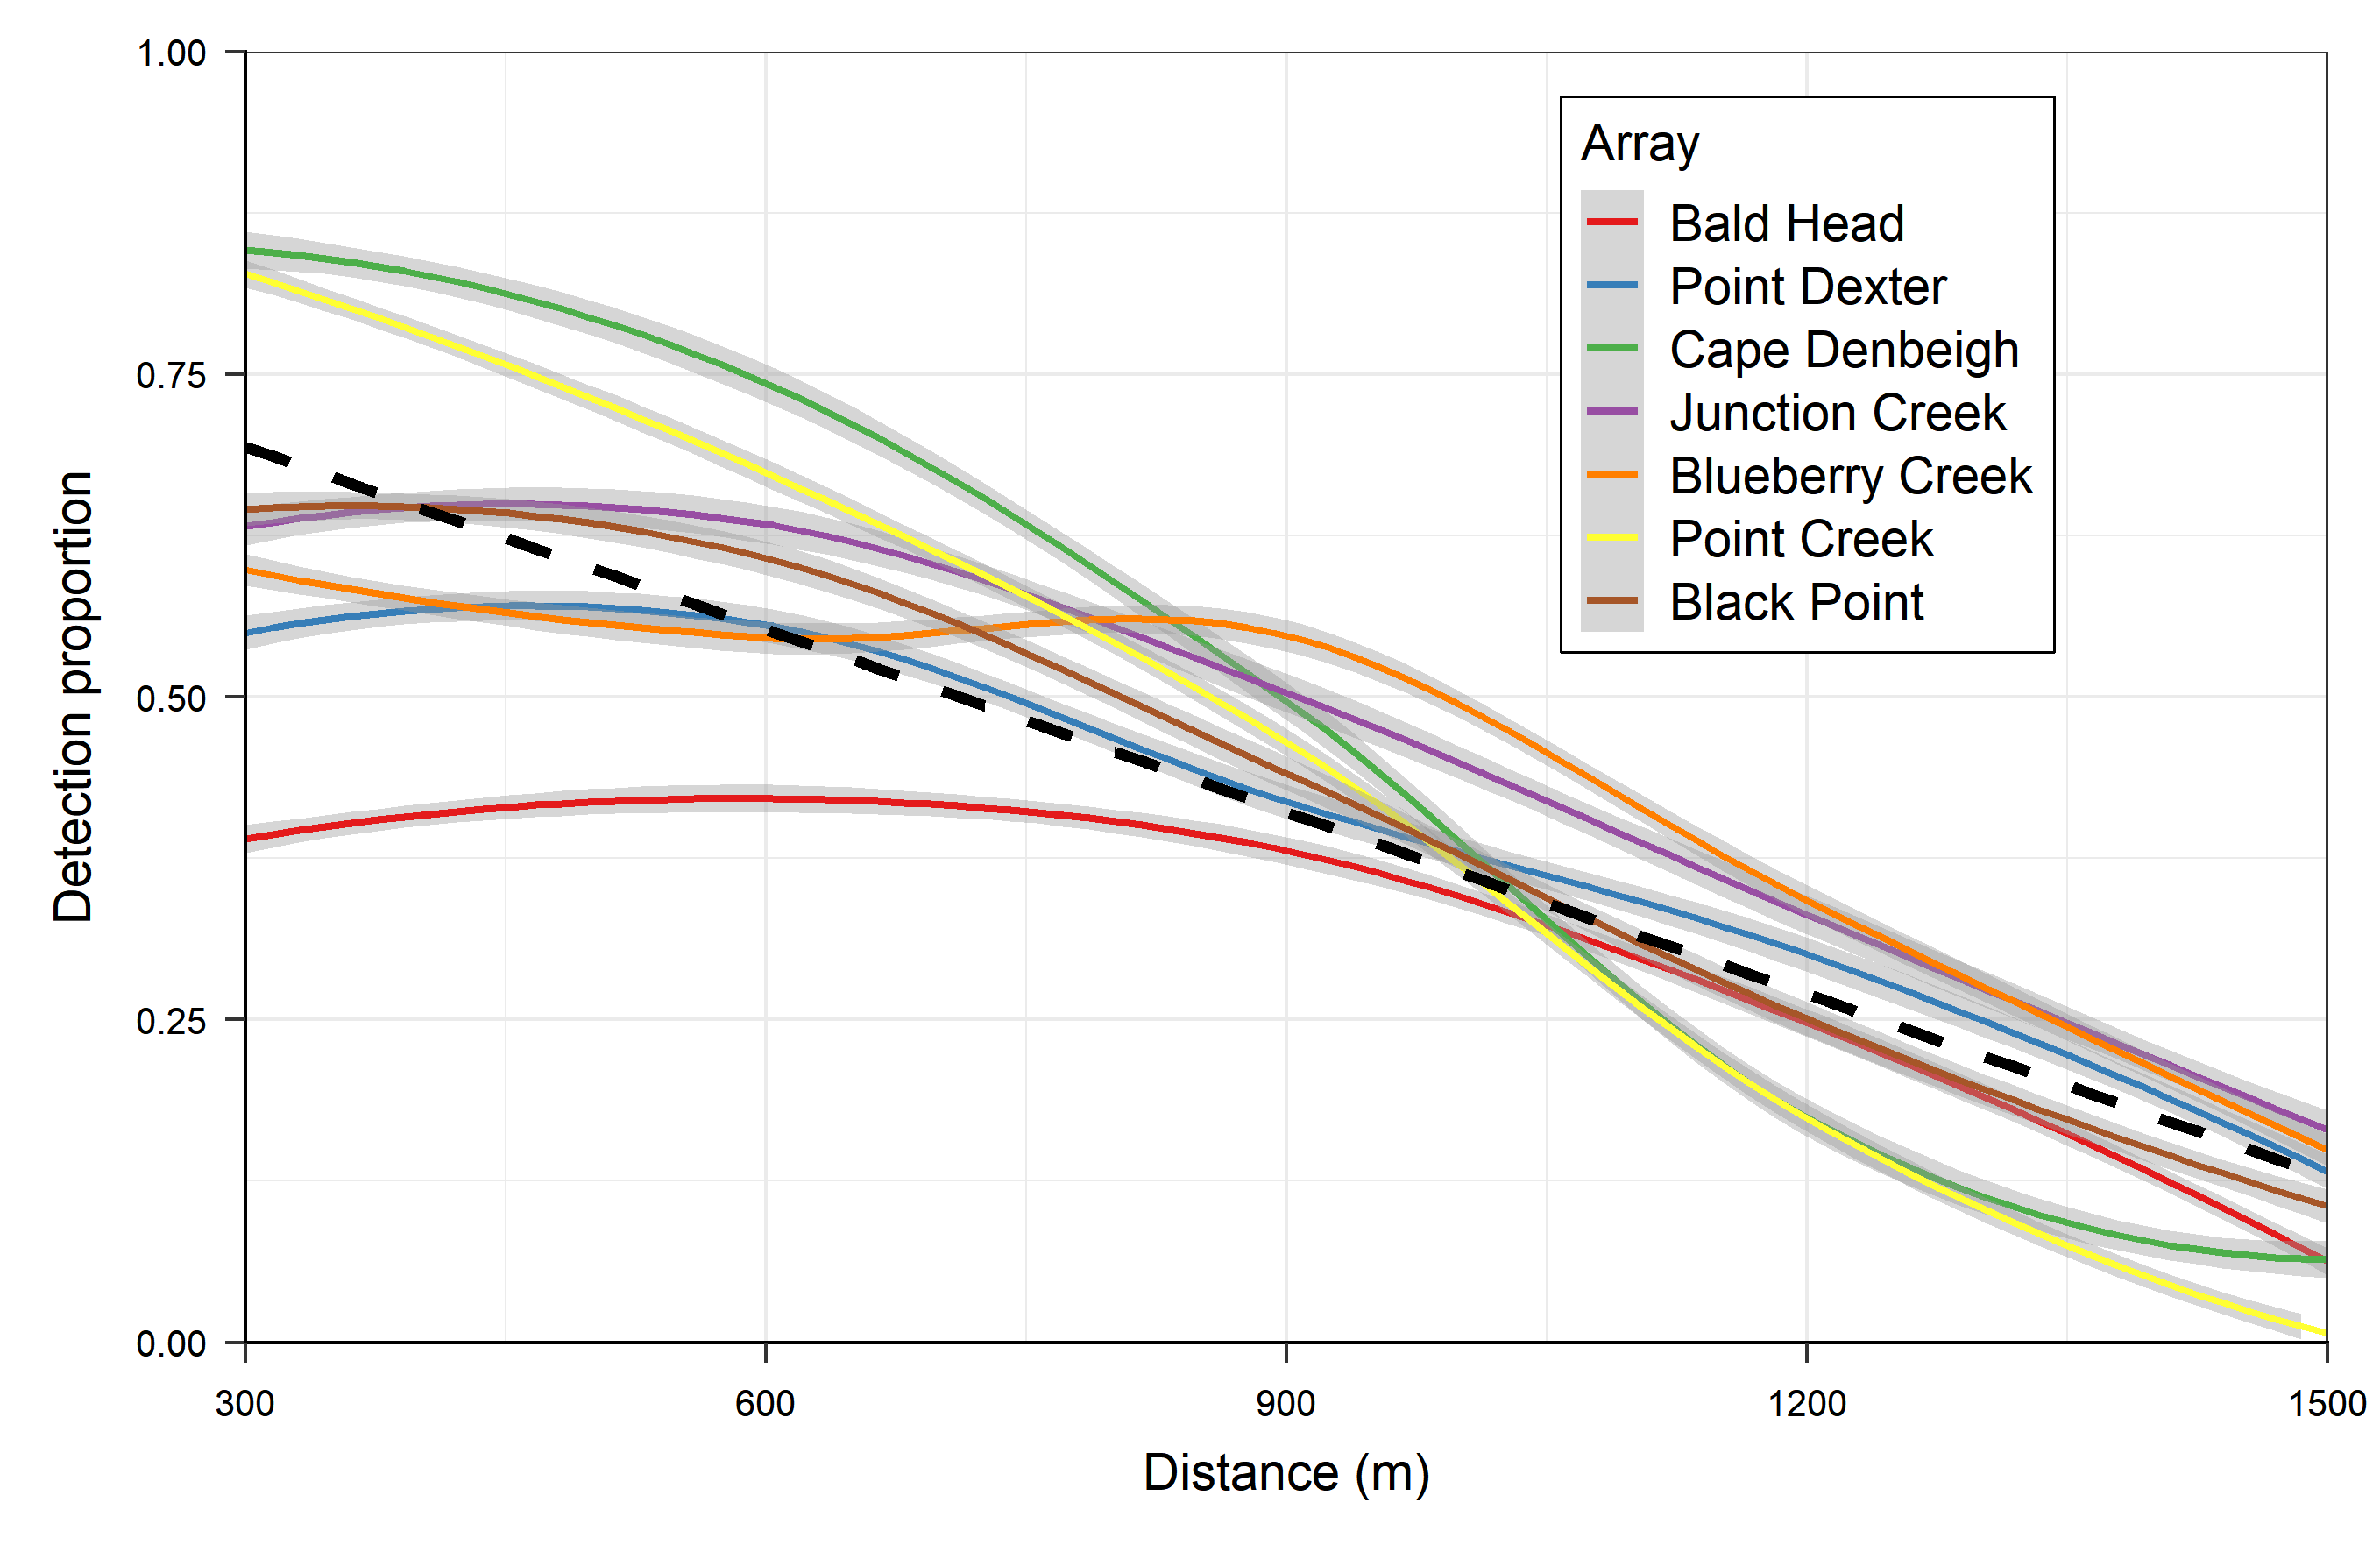 1.00
0.75
0.50
0.25
0.00
Detection proportion
300
600
900
1200
1500
Distance (m)
Array
Bald Head
Point Dexter
Cape Denbeigh
Junction Creek
Blueberry Creek
Point Creek
Black Point